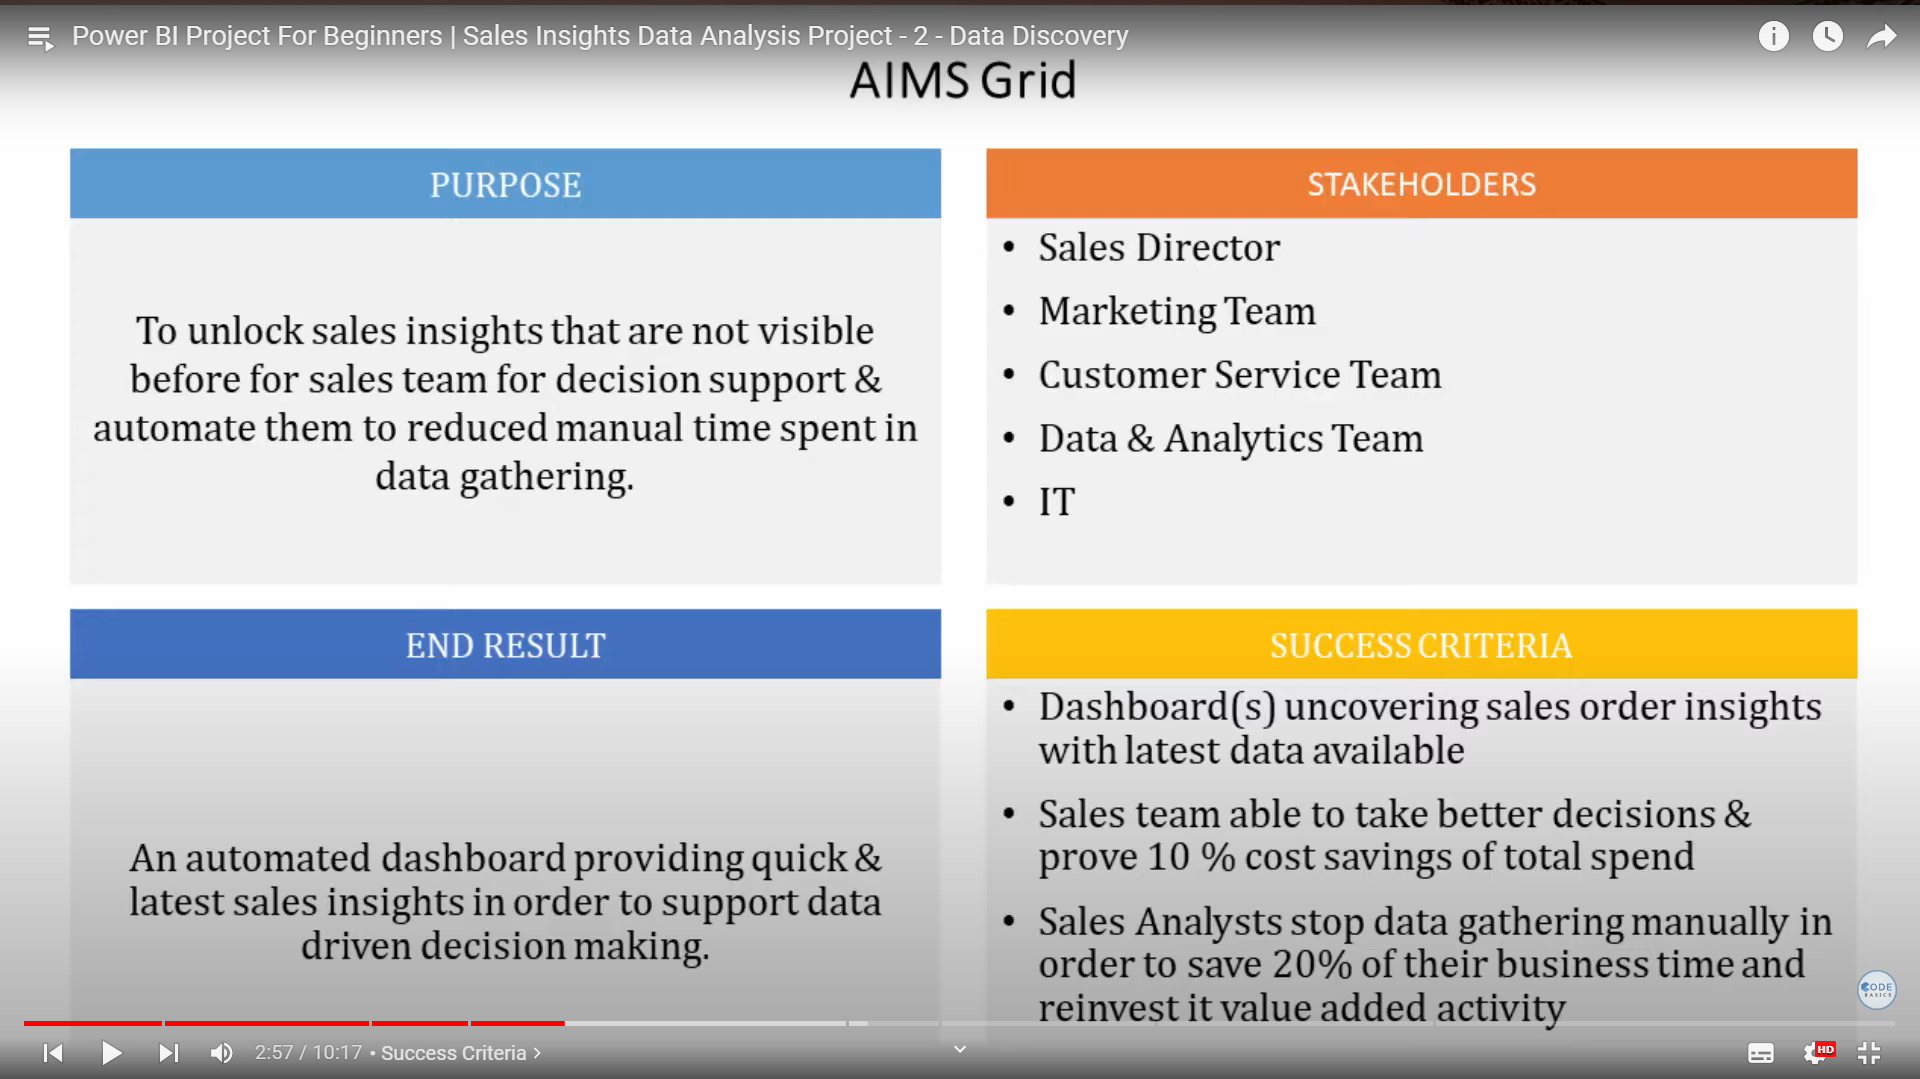 Power BI Project For Beginners | Sales Insights Data Analysis Project - 2 - Data Discovery
AIMS Grid
PURPOSE
To unlock sales insights that are not visible
before for sales team for decision support &
automate them to reduced manual time spent in
data gathering.
STAKEHOLDERS
• Sales Director
• Marketing Team
• Customer Service Team
• Data & Analytics Team
• IT
END RESULT
An automated dashboard providing quick &
latest sales insights in order to support data
driven decision making.
SUCCESS CRITERIA
• Dashboard(s) uncovering sales order insights
with latest data available
• Sales team able to take better decisions &
prove 10 % cost savings of total spend
• Sales Analysts stop data gathering manually in
order to save 20% of their business time and
reinvest it value added activity
CODE
BASICS
2:57 / 10:17 • Success Criteria
HD